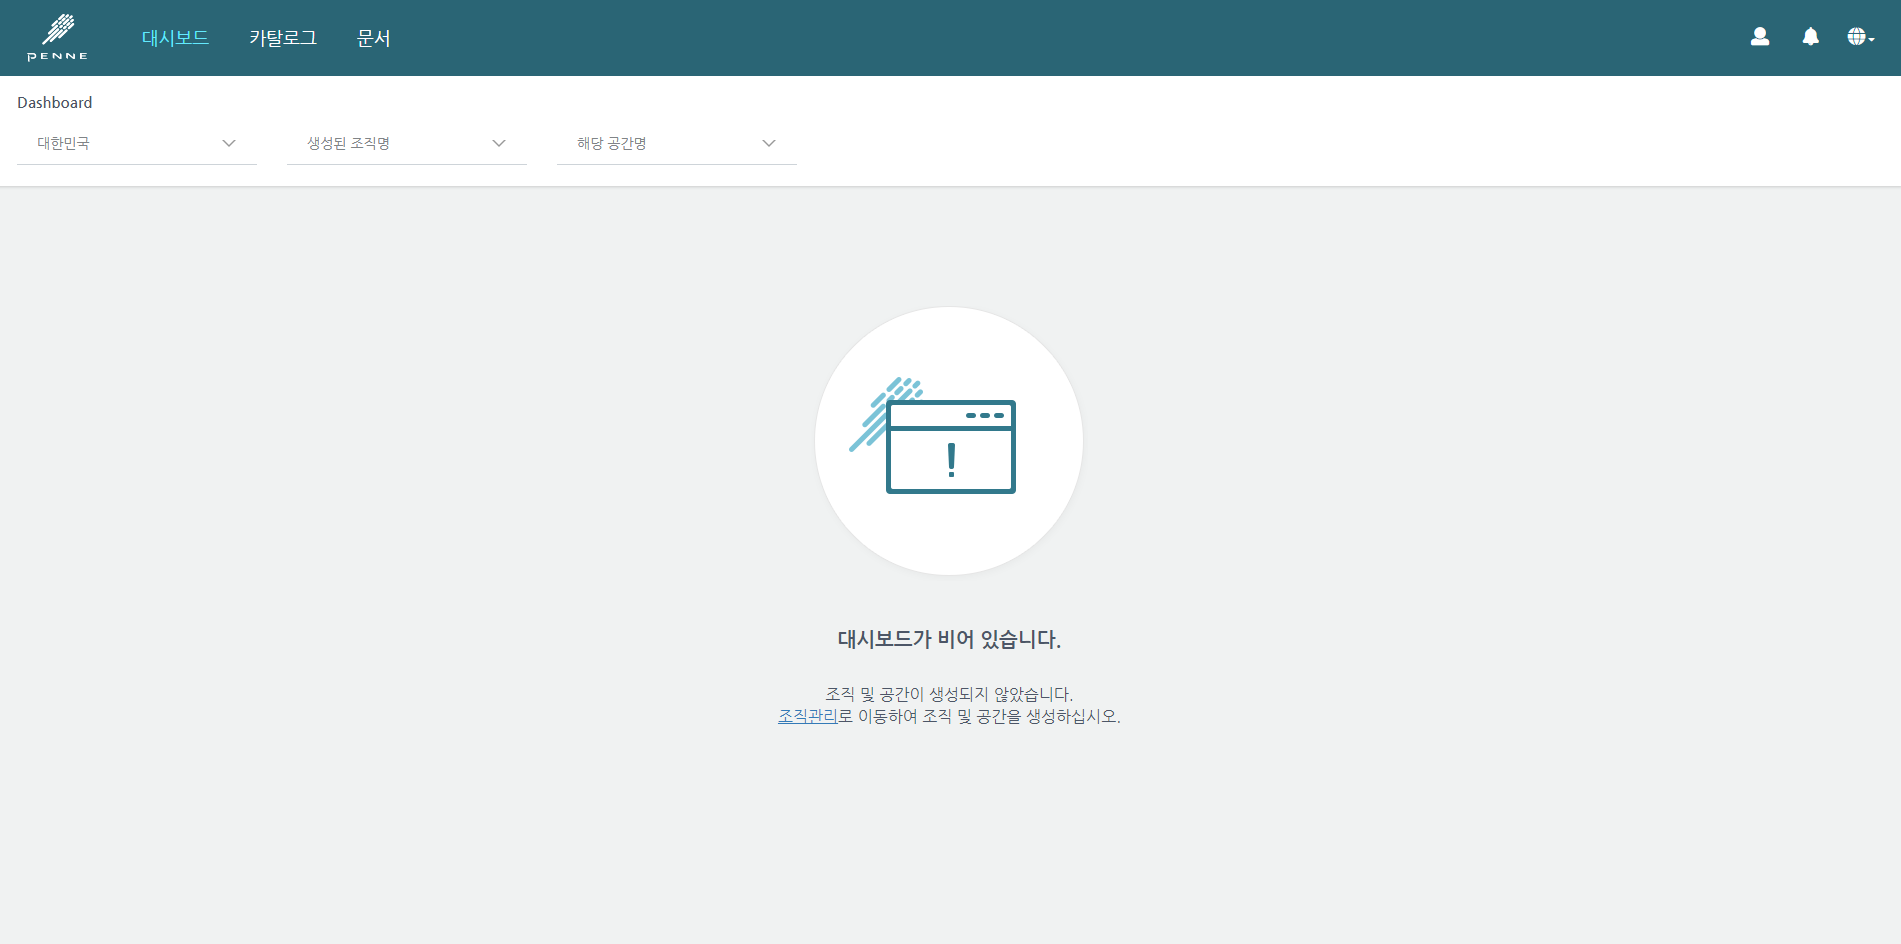 PENNE
대시보드 카탈로그 문서
Dashboard
대한민국 생성된 조직명 해당 공간명
!
대시보드가 비어 있습니다.
조직 및 공간이 생성되지 않았습니다.
조직관리로 이동하여 조직 및 공간을 생성하십시오.